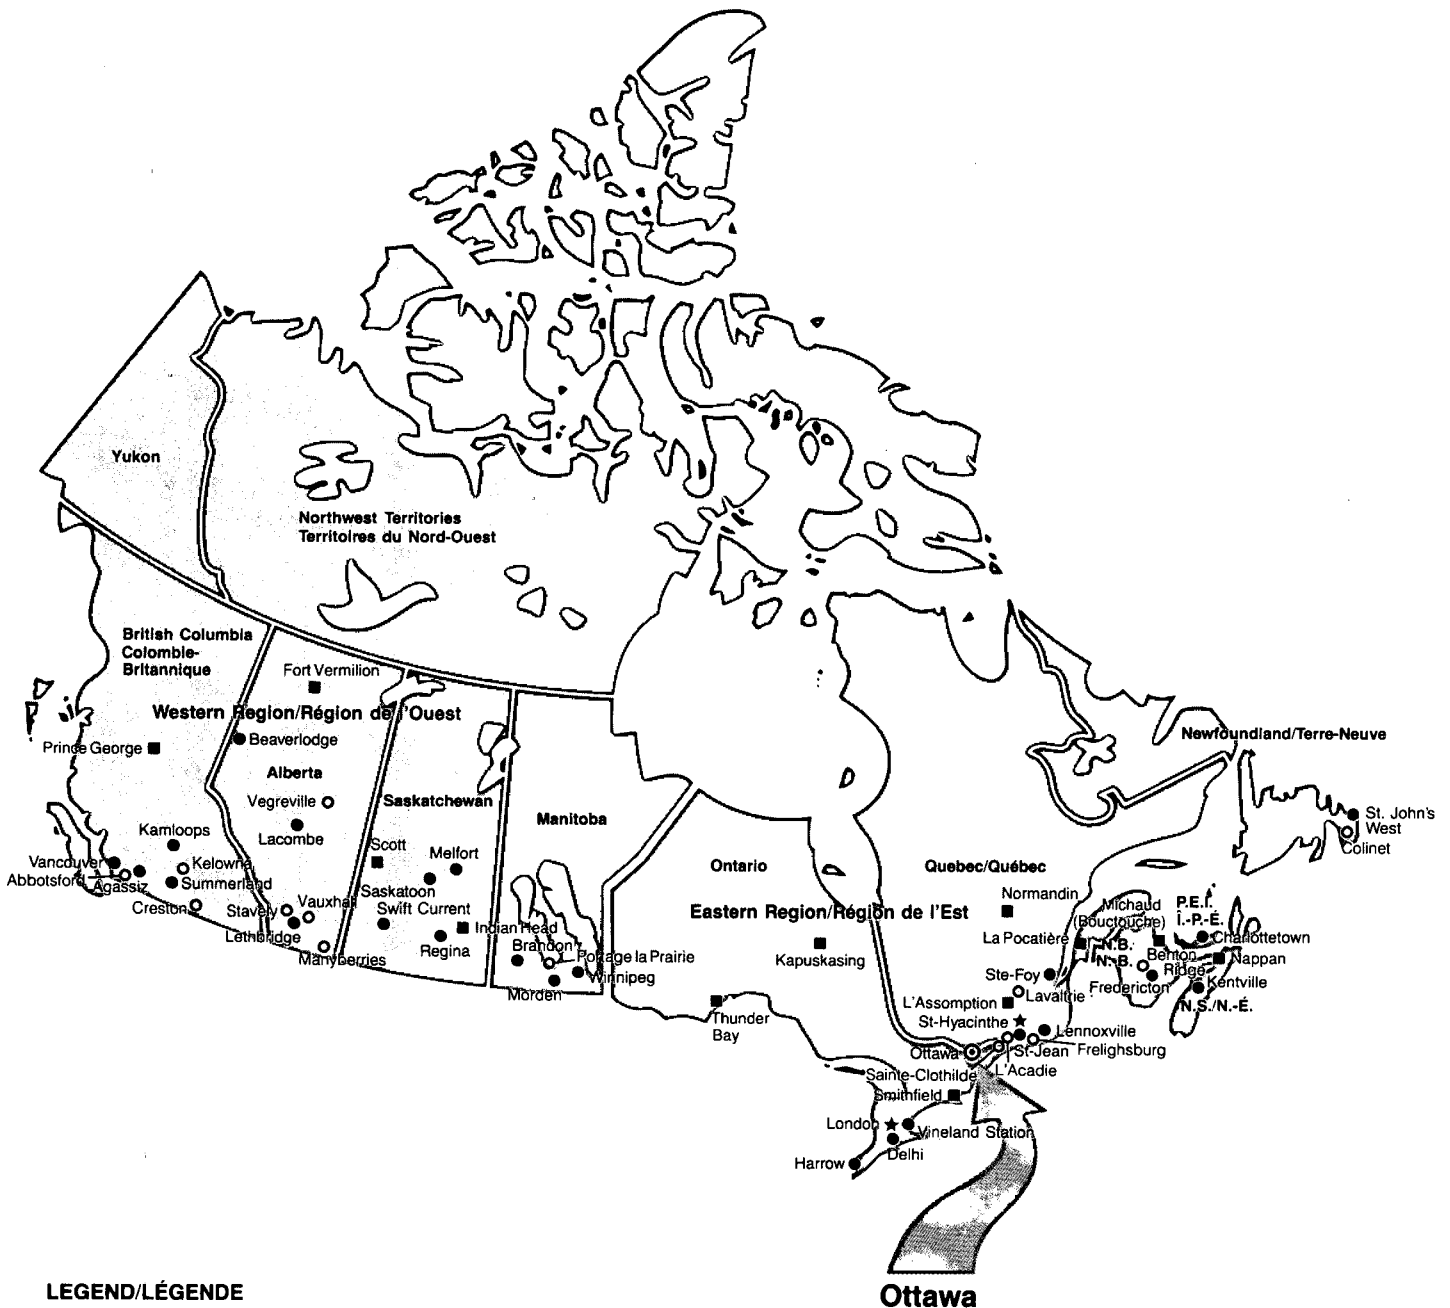 Yukon
Northwest Territories
Territoires du Nord-Ouest
British Columbia
Colombie-
Britannique
Fort Vermilion
Western Region/Région de l'Ouest
Prince George
Beaverlodge
Alberta
Vegreville
Saskatchewan
Lacombe
Manitoba
Kamloops
Scott
Melfort
Vancouver
Kelowna
Abbotsford
Agassiz
Summerland
Saskatoon
Creston
Stavely
Vauxhall
Swift Current
Lethbridge
Indian Head
Regina
Manyberries
Brandon
Portage la Prairie
Winnipeg
Morden
Newfoundland/Terre-Neuve
St. John's
West
Colinet
Ontario
Quebec/Québec
Normandin
Eastern Region/Région de l'Est
Michaud
(Bouctouche)
P.E.I.
Î.-P.-É.
La Pocatière
N.B.
N.-B.
Charlottetown
Kapuskasing
Benton
Ridge
Nappan
Ste-Foy
Fredericton
Kentville
Lavaltrie
L'Assomption
N.S./N.-É.
Thunder
Bay
St-Hyacinthe
Lennoxville
Ottawa
St-Jean
Frelighsburg
L'Acadie
Sainte-Clothilde
Smithfield
London
Vineland Station
Delhi
Harrow
LEGEND/LÉGENDE
Ottawa